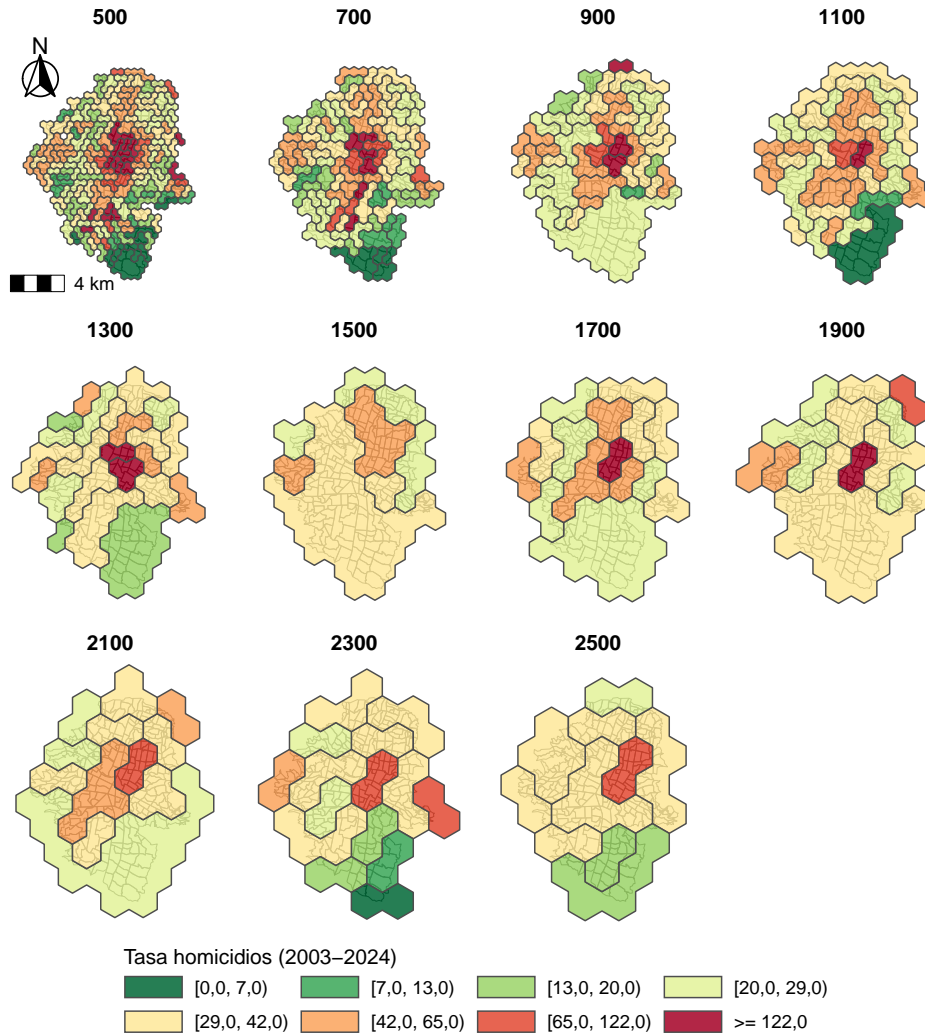 500 700 900 1100
N
4 km
1300 1500 1700 1900
2100 2300 2500
Tasa homicidios (2003–2024)
[0,0, 7,0) [7,0, 13,0) [13,0, 20,0) [20,0, 29,0)
[29,0, 42,0) [42,0, 65,0) [65,0, 122,0) >= 122,0